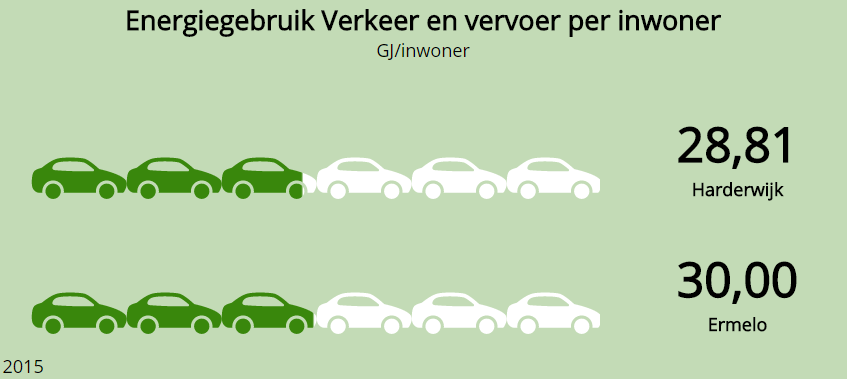 Energiegebruik Verkeer en vervoer per inwoner
GJ/inwoner
28,81
Harderwijk
30,00
Ermelo
2015